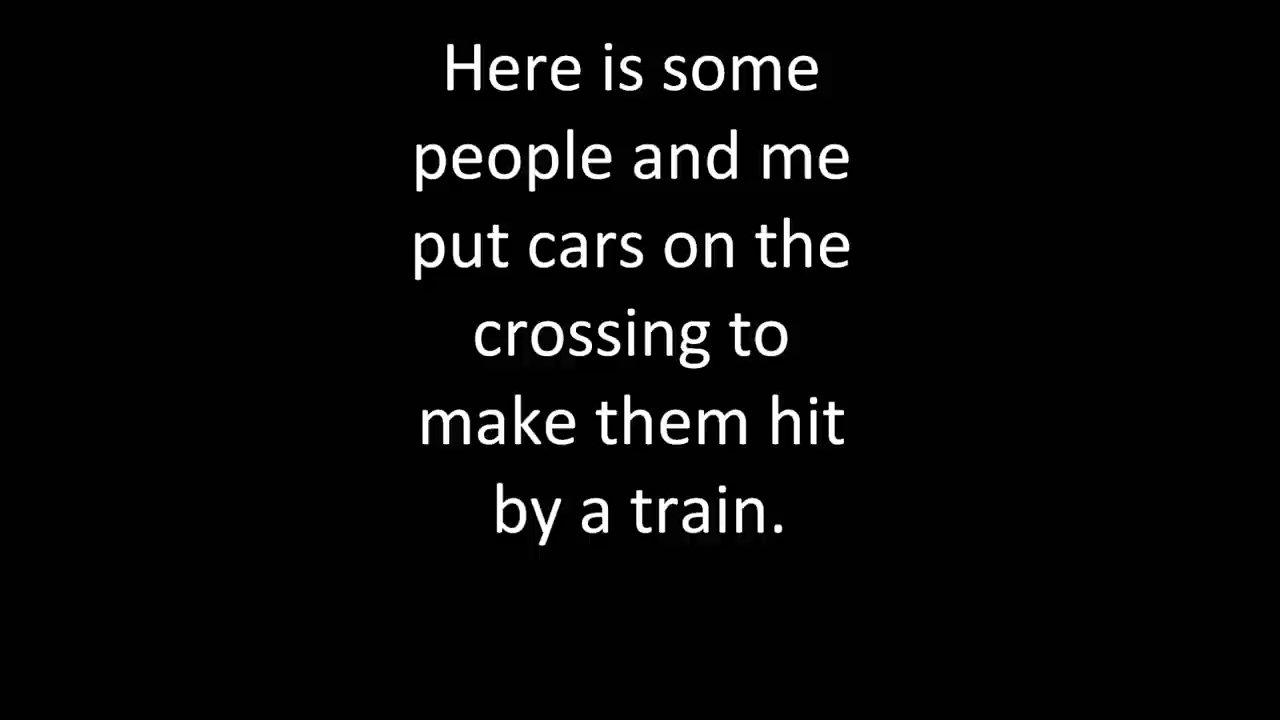 Here is some
people and me
put cars on the
crossing to
make them hit
by a train.